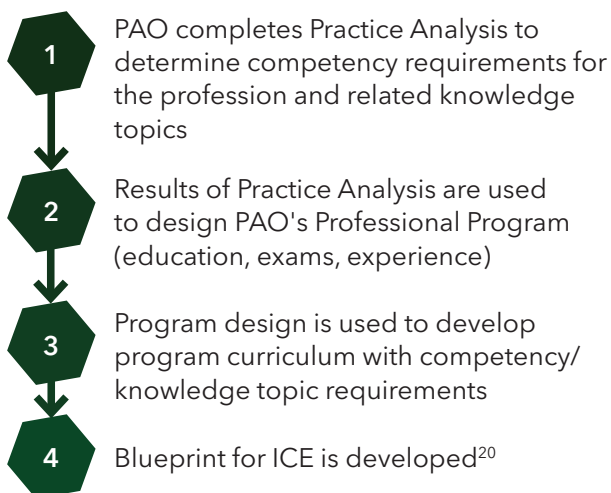 1
PAO completes Practice Analysis to
determine competency requirements for
the profession and related knowledge
topics
2
Results of Practice Analysis are used
to design PAO's Professional Program
(education, exams, experience)
3
Program design is used to develop
program curriculum with competency/
knowledge topic requirements
4
Blueprint for ICE is developed20